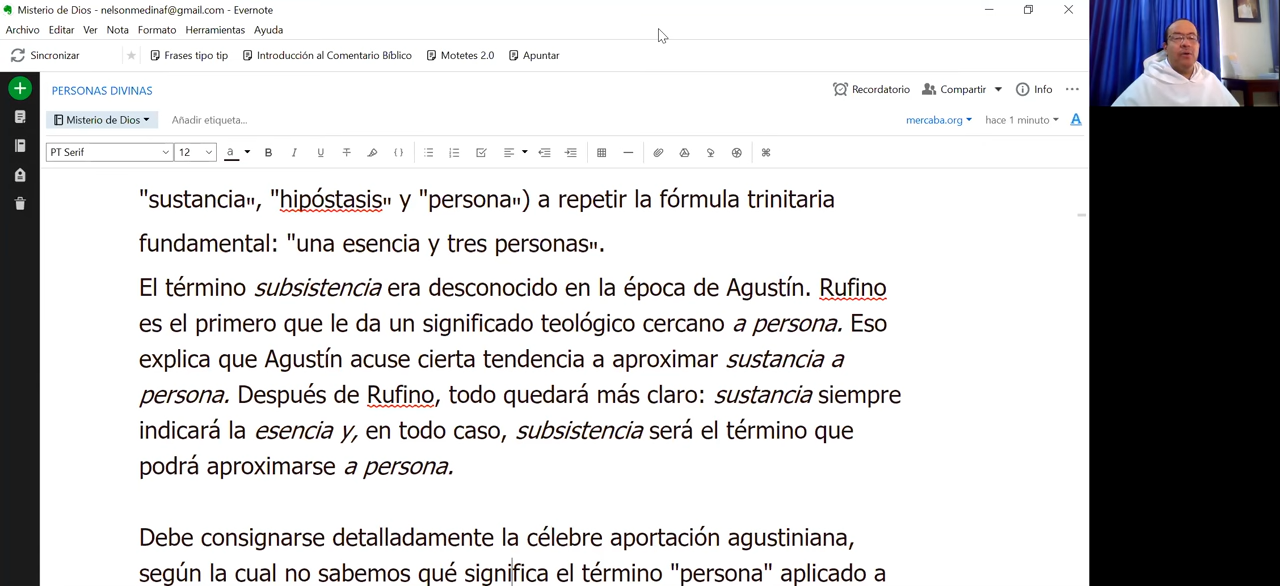 Misterio de Dios - nelsonmedinaf@gmail.com - Evernote
Archivo Editar Ver Nota Formato Herramientas Ayuda
Sincronizar Frases tipo tip Introducción al Comentario Bíblico Motetes 2.0 Apuntar
PERSONAS DIVINAS Recordatorio Compartir Info
Misterio de Dios Añadir etiqueta... mercaba.org hace 1 minuto
PT Serif 12 a B I U T
"sustancia", "hipóstasis" y "persona") a repetir la fórmula trinitaria
fundamental: "una esencia y tres personas".
El término subsistencia era desconocido en la época de Agustín. Rufino
es el primero que le da un significado teológico cercano a persona. Eso
explica que Agustín acuse cierta tendencia a aproximar sustancia a
persona. Después de Rufino, todo quedará más claro: sustancia siempre
indicará la esencia y, en todo caso, subsistencia será el término que
podrá aproximarse a persona.
Debe consignarse detalladamente la célebre aportación agustiniana,
según la cual no sabemos qué significa el término "persona" aplicado a